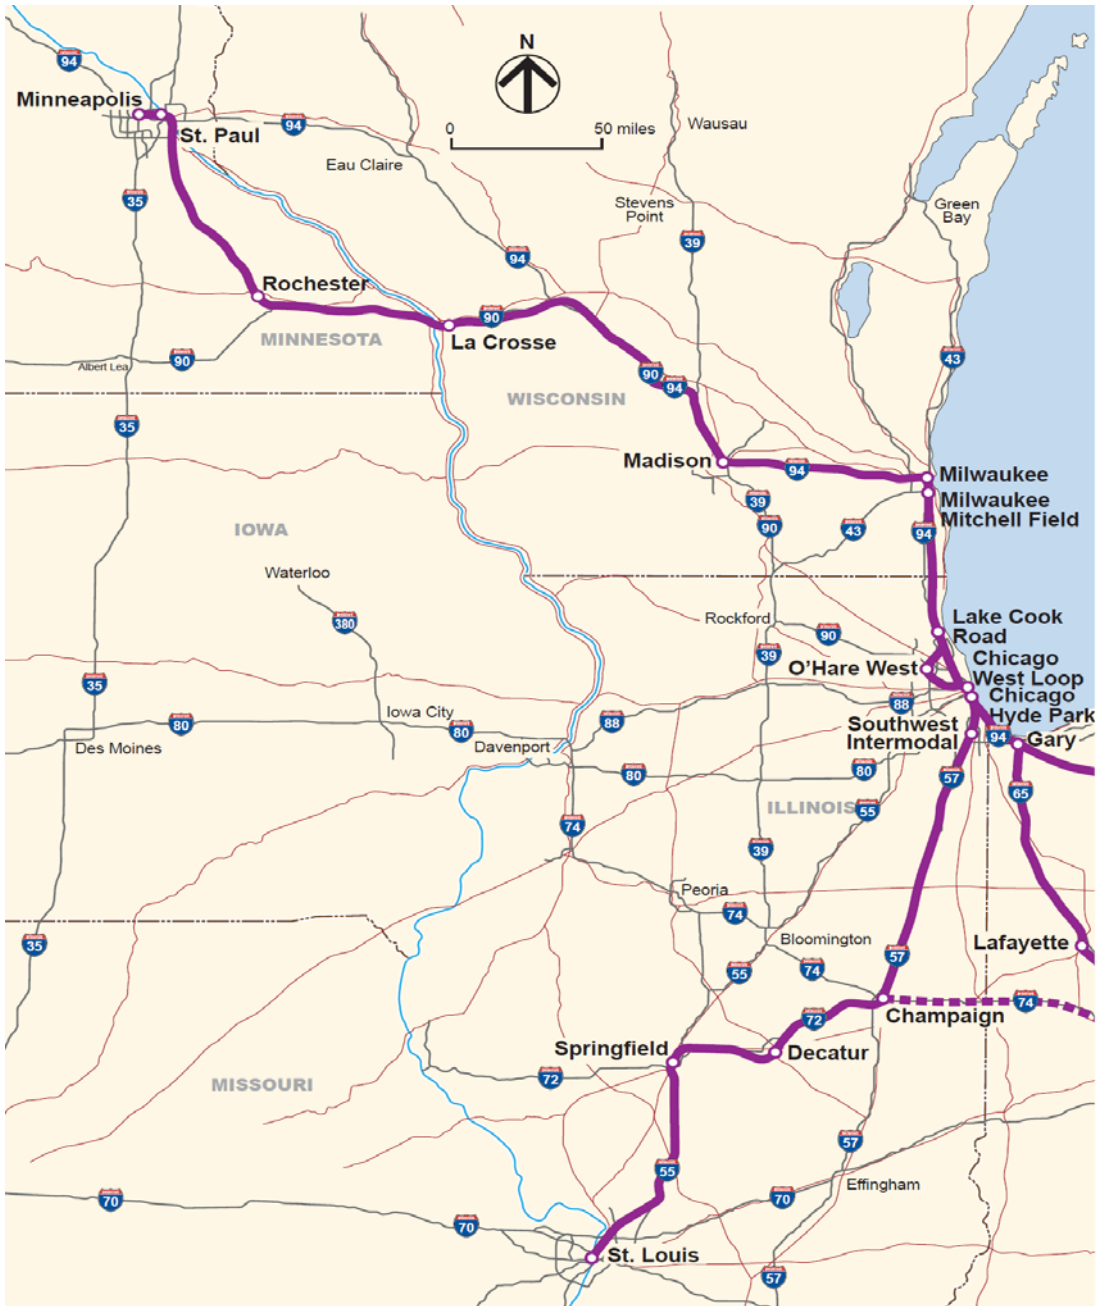 N
94
Minneapolis
0
50 miles
Wausau
94
St. Paul
Eau Claire
35
Stevens
Point
Green
Bay
39
94
Rochester
90
MINNESOTA
La Crosse
90
Albert Lea
43
90
94
WISCONSIN
35
Madison
94
Milwaukee
39
Milwaukee
Mitchell Field
90
43
94
IOWA
Waterloo
380
Rockford
90
Lake Cook
Road
39
O'Hare West
Chicago
West Loop
35
Chicago
Hyde Park
88
Iowa City
80
80
88
Southwest
Intermodal
94
Gary
Des Moines
Davenport
80
80
57
65
ILLINOIS
55
74
39
Peoria
74
35
Bloomington
Lafayette
57
55
74
74
Champaign
72
Springfield
Decatur
72
MISSOURI
57
55
Effingham
70
70
70
St. Louis
57